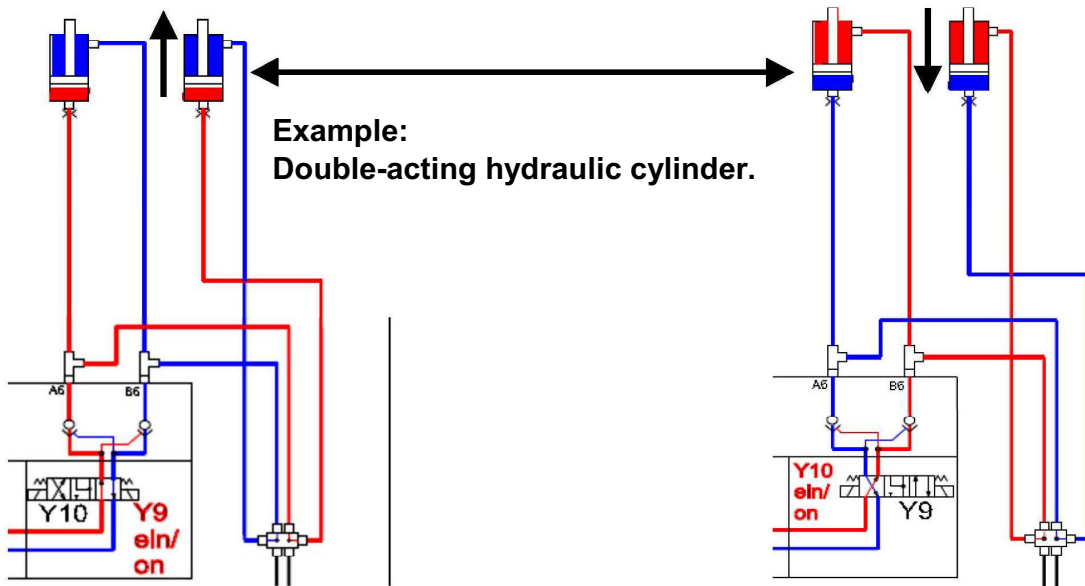 Example:
Double-acting hydraulic cylinder.
A6
B6
A6
B6
Y10
Y9
ein/
on
Y10
ein/
on
Y9